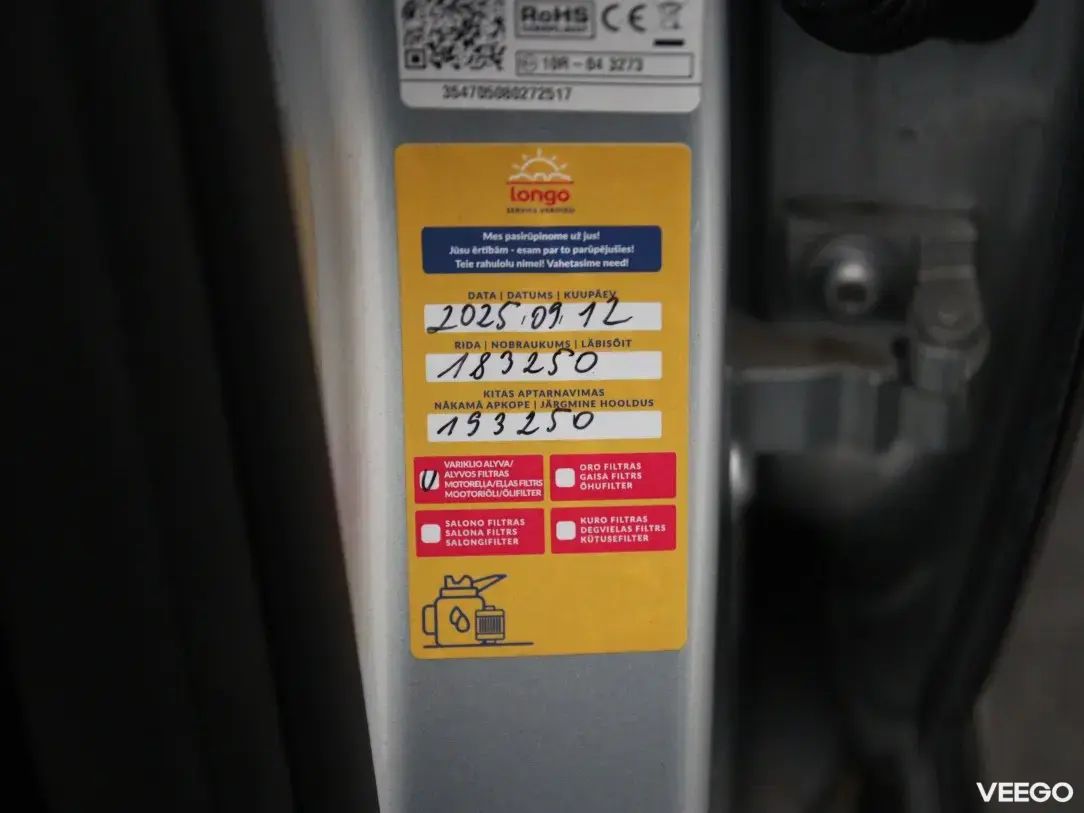 RoHS
CE
10R - 04 3273
354705080272517
longo
Mes pasirūpinome už jus!
Jūsu ērtībām - esam par to parūpējušies!
Teie rahulolu nimel! Vahetasime need!
DATA | DATUMS | KUUPÄEV
2025.09.12
RIDA | NOBRAUKUMS | LÄBISÕIT
183250
KITAS APTARNAVIMAS
NĀKAMĀ APKOPE | JÄRGMINE HOOLDUS
193250
VARIKLIO ALYVA/
ALYVOS FILTRAS
MOTOREĻĻA/EĻĻAS FILTRS
MOOTORIÕLI/ÕLIFILTER
ORO FILTRAS
GAISA FILTRS
ÕHUFILTER
SALONO FILTRAS
SALONA FILTRS
SALONGIFILTER
KURO FILTRAS
DEGVIELAS FILTRS
KÜTUSEFILTER
VEEGO